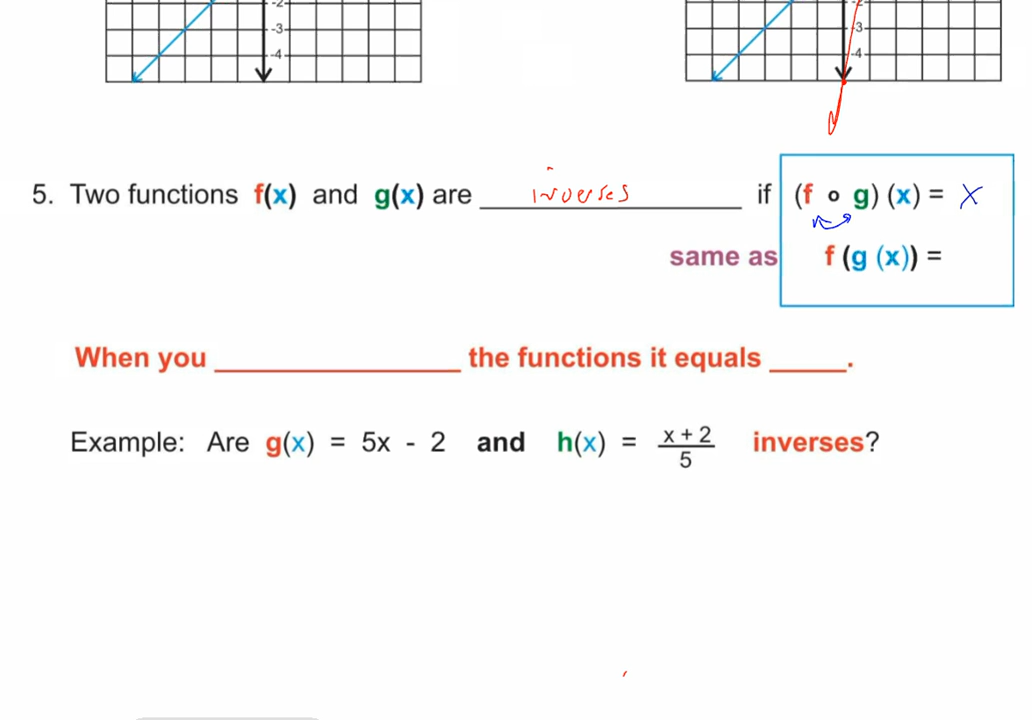 -2
-3
-4
-2
-3
-4
5. Two functions f(x) and g(x) are inverses if (f o g) (x) = x
same as f (g (x)) =
When you ______________ the functions it equals _____.
Example: Are g(x) = 5x - 2 and h(x) = x + 2 / 5 inverses?